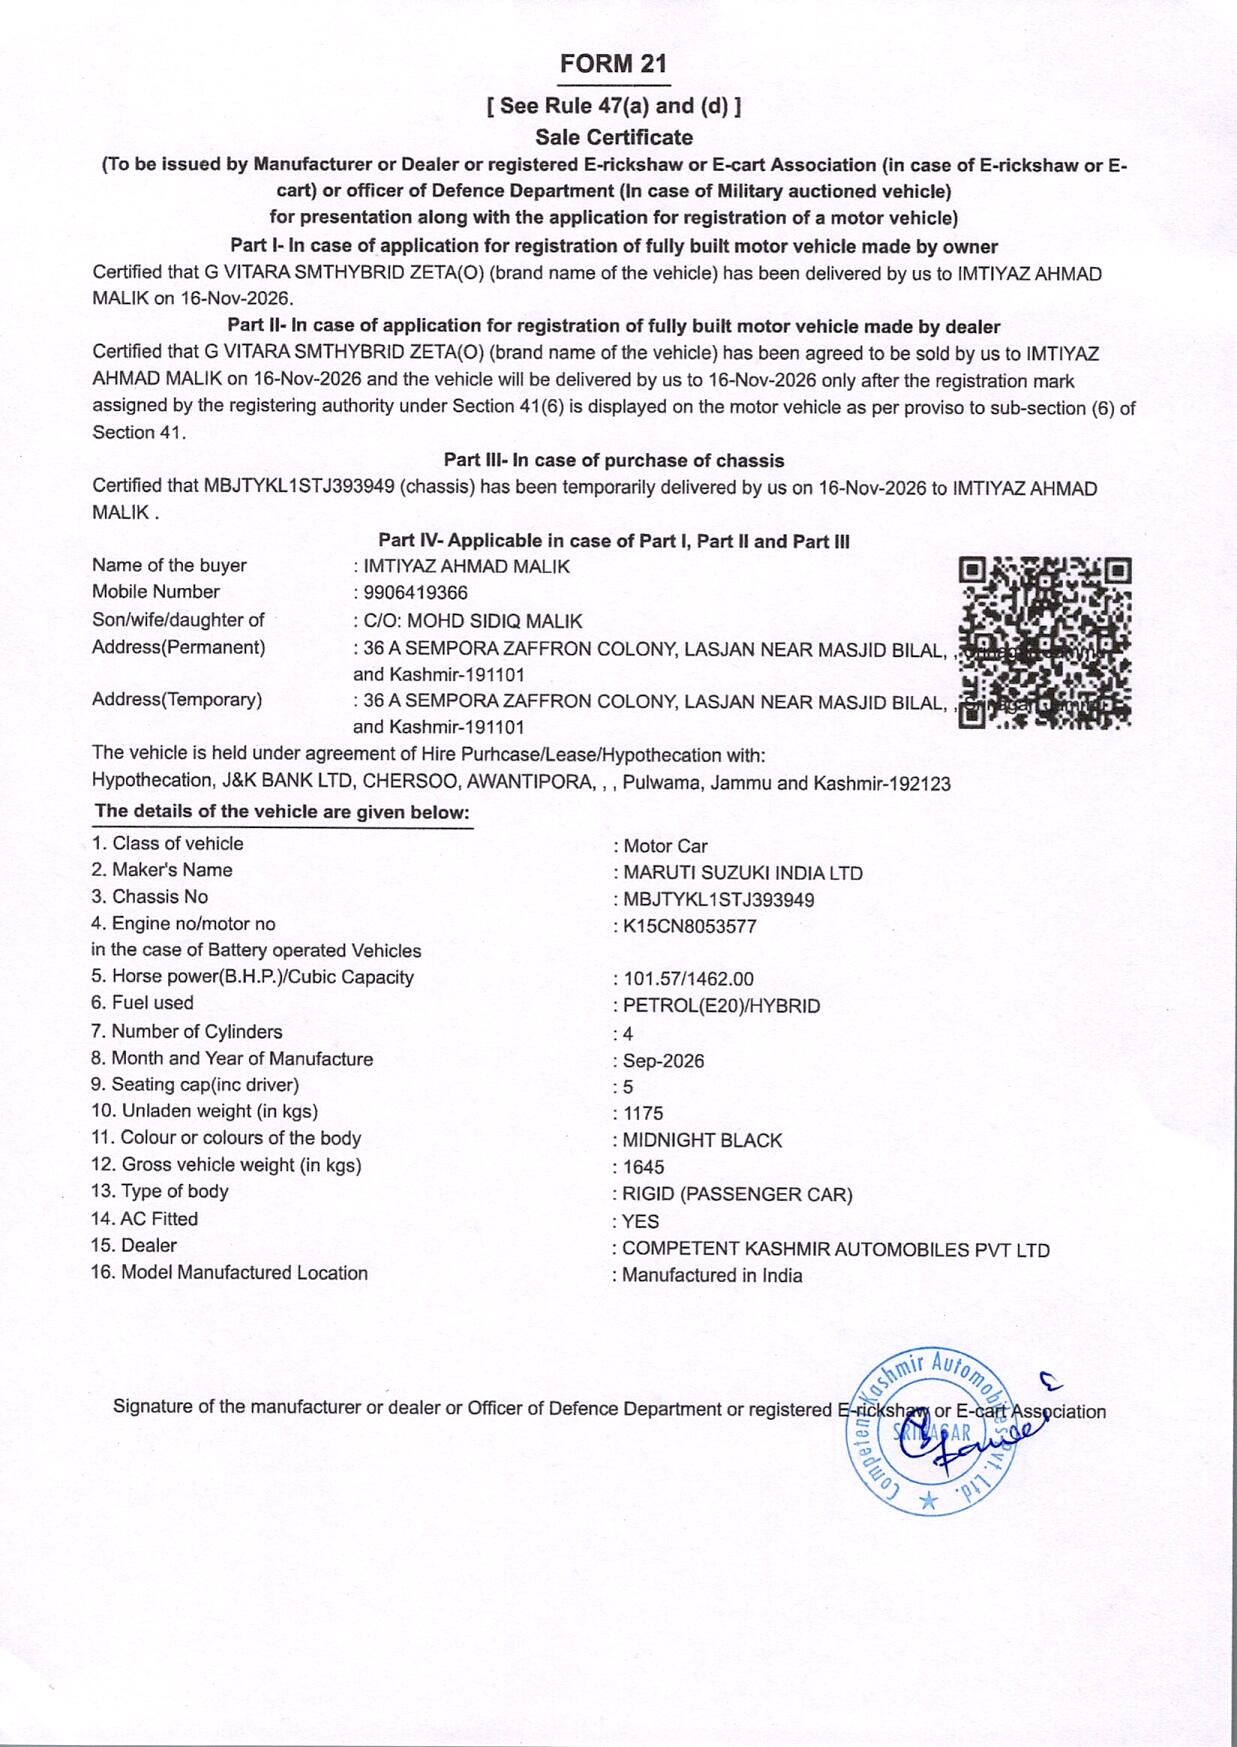 FORM 21
[ See Rule 47(a) and (d) ]
Sale Certificate
(To be issued by Manufacturer or Dealer or registered E-rickshaw or E-cart Association (in case of E-rickshaw or E-
cart) or officer of Defence Department (In case of Military auctioned vehicle)
for presentation along with the application for registration of a motor vehicle)
Part I- In case of application for registration of fully built motor vehicle made by owner
Certified that G VITARA SMTHYBRID ZETA(O) (brand name of the vehicle) has been delivered by us to IMTIYAZ AHMAD
MALIK on 16-Nov-2026.
Part II- In case of application for registration of fully built motor vehicle made by dealer
Certified that G VITARA SMTHYBRID ZETA(O) (brand name of the vehicle) has been agreed to be sold by us to IMTIYAZ
AHMAD MALIK on 16-Nov-2026 and the vehicle will be delivered by us to 16-Nov-2026 only after the registration mark
assigned by the registering authority under Section 41(6) is displayed on the motor vehicle as per proviso to sub-section (6) of
Section 41.
Part III- In case of purchase of chassis
Certified that MBJTYKL1STJ393949 (chassis) has been temporarily delivered by us on 16-Nov-2026 to IMTIYAZ AHMAD
MALIK .
Part IV- Applicable in case of Part I, Part II and Part III
Name of the buyer : IMTIYAZ AHMAD MALIK
Mobile Number : 9906419366
Son/wife/daughter of : C/O: MOHD SIDIQ MALIK
Address(Permanent) : 36 A SEMPORA ZAFFRON COLONY, LASJAN NEAR MASJID BILAL, , Srinagar, Jammu
and Kashmir-191101
Address(Temporary) : 36 A SEMPORA ZAFFRON COLONY, LASJAN NEAR MASJID BILAL, , Srinagar, Jammu
and Kashmir-191101
The vehicle is held under agreement of Hire Purhcase/Lease/Hypothecation with:
Hypothecation, J&K BANK LTD, CHERSOO, AWANTIPORA, , , Pulwama, Jammu and Kashmir-192123
The details of the vehicle are given below:
1. Class of vehicle : Motor Car
2. Maker's Name : MARUTI SUZUKI INDIA LTD
3. Chassis No : MBJTYKL1STJ393949
4. Engine no/motor no : K15CN8053577
in the case of Battery operated Vehicles
5. Horse power(B.H.P.)/Cubic Capacity : 101.57/1462.00
6. Fuel used : PETROL(E20)/HYBRID
7. Number of Cylinders : 4
8. Month and Year of Manufacture : Sep-2026
9. Seating cap(inc driver) : 5
10. Unladen weight (in kgs) : 1175
11. Colour or colours of the body : MIDNIGHT BLACK
12. Gross vehicle weight (in kgs) : 1645
13. Type of body : RIGID (PASSENGER CAR)
14. AC Fitted : YES
15. Dealer : COMPETENT KASHMIR AUTOMOBILES PVT LTD
16. Model Manufactured Location : Manufactured in India
Signature of the manufacturer or dealer or Officer of Defence Department or registered E-rickshaw or E-cart Association
Competent Kashmir Automobiles Pvt. Ltd.
SRINAGAR